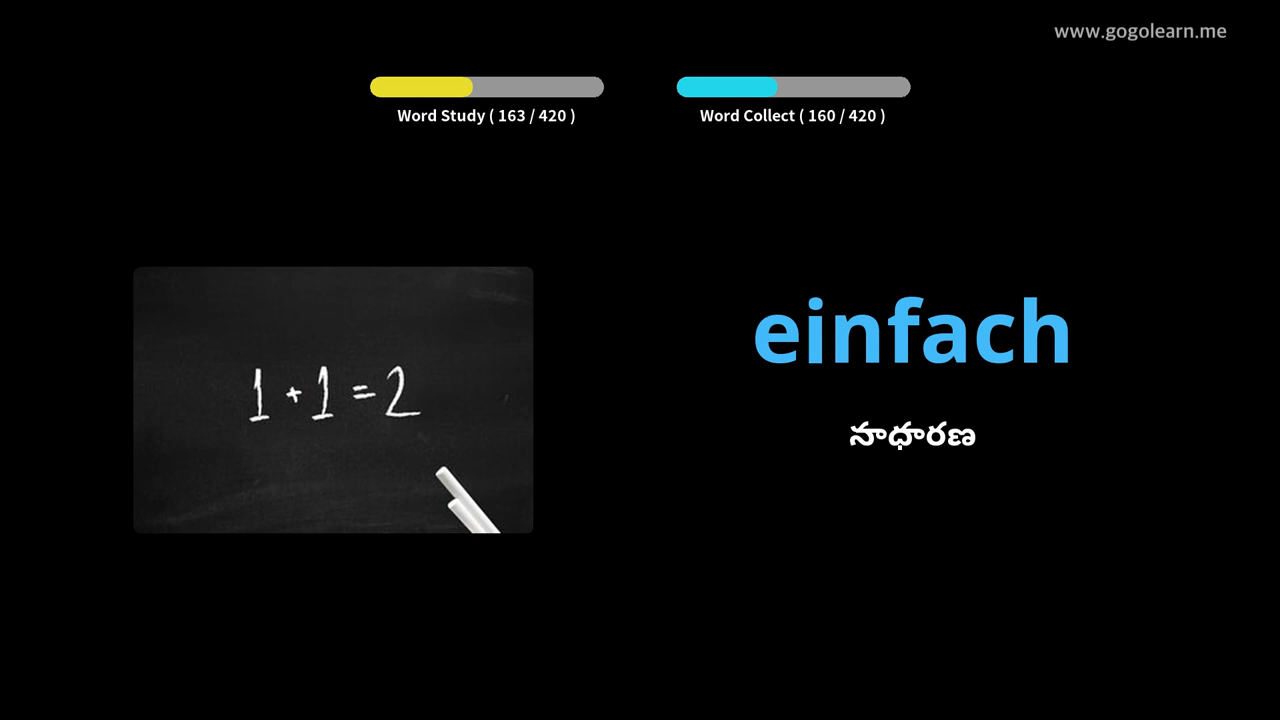 www.gogolearn.me
Word Study ( 163 / 420 )
Word Collect ( 160 / 420 )
1 + 1 = 2
einfach
సాధారణ